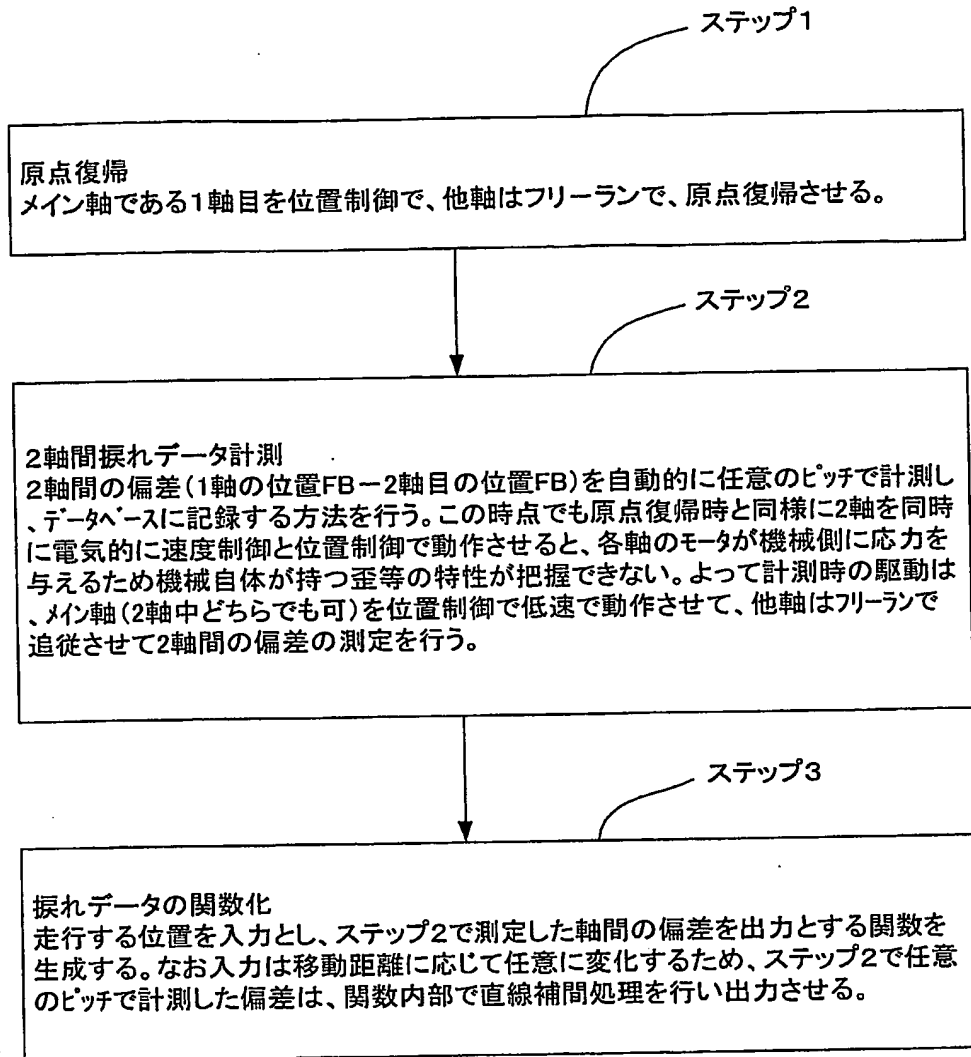 ステップ1
原点復帰
メイン軸である1軸目を位置制御で、他軸はフリーランで、原点復帰させる。
ステップ2
2軸間捩れデータ計測
2軸間の偏差(1軸の位置FB－2軸目の位置FB)を自動的に任意のピッチで計測し
、データベースに記録する方法を行う。この時点でも原点復帰時と同様に2軸を同時
に電気的に速度制御と位置制御で動作させると、各軸のモータが機械側に応力を
与えるため機械自体が持つ歪等の特性が把握できない。よって計測時の駆動は
、メイン軸(2軸中どちらでも可)を位置制御で低速で動作させて、他軸はフリーランで
追従させて2軸間の偏差の測定を行う。
ステップ3
捩れデータの関数化
走行する位置を入力とし、ステップ2で測定した軸間の偏差を出力とする関数を
生成する。なお入力は移動距離に応じて任意に変化するため、ステップ2で任意
のピッチで計測した偏差は、関数内部で直線補間処理を行い出力させる。